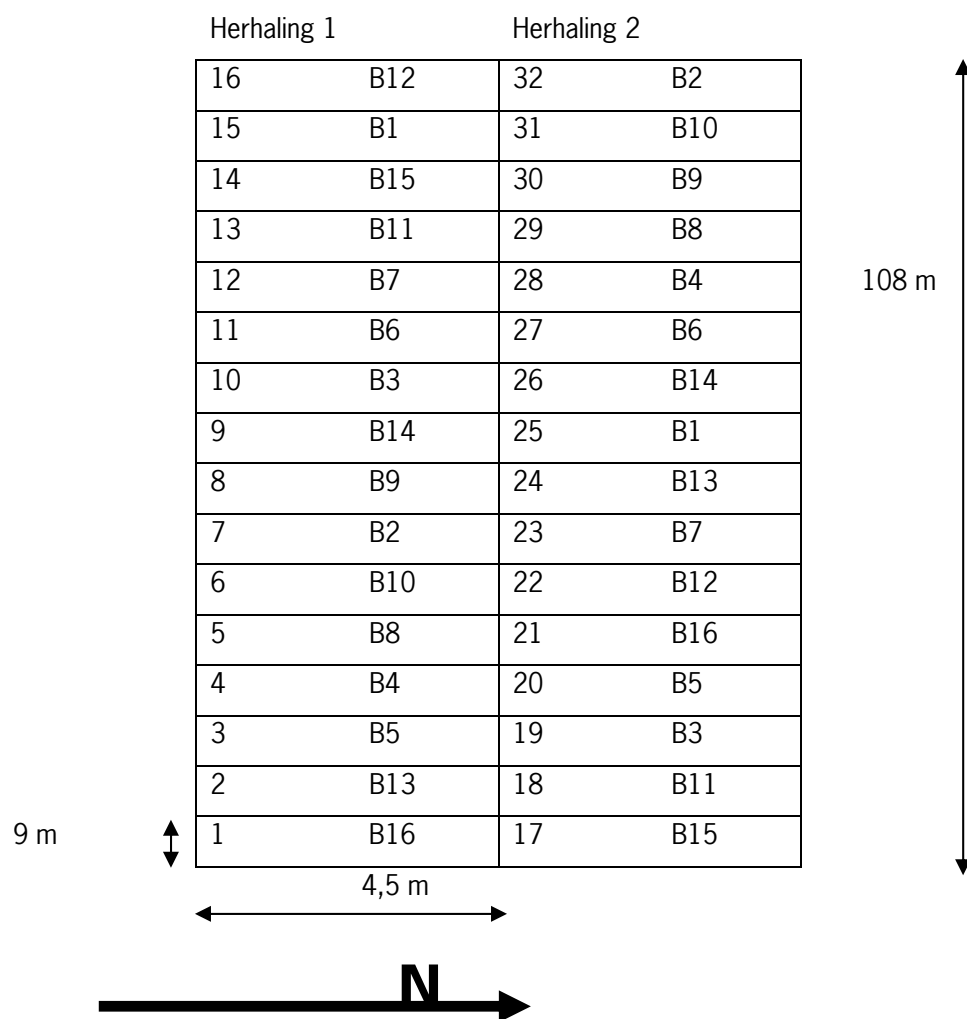 Herhaling 1 Herhaling 2
16 B12 32 B2
15 B1 31 B10
14 B15 30 B9
13 B11 29 B8
12 B7 28 B4 108 m
11 B6 27 B6
10 B3 26 B14
9 B14 25 B1
8 B9 24 B13
7 B2 23 B7
6 B10 22 B12
5 B8 21 B16
4 B4 20 B5
3 B5 19 B3
2 B13 18 B11
9 m 1 B16 17 B15
4,5 m
N